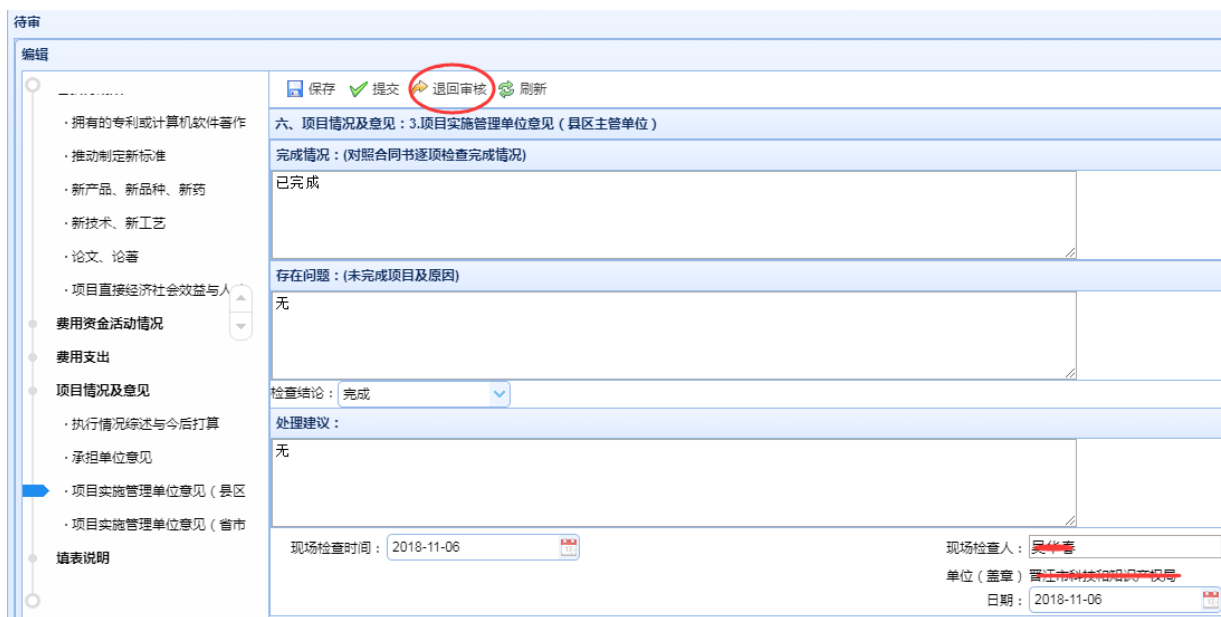 待审
编辑
保存 提交 退回审核 刷新
·拥有的专利或计算机软件著作
·推动制定新标准
·新产品、新品种、新药
·新技术、新工艺
·论文、论著
·项目直接经济社会效益与人
费用资金活动情况
费用支出
项目情况及意见
·执行情况综述与今后打算
·承担单位意见
·项目实施管理单位意见（县区
·项目实施管理单位意见（省市
填表说明
六、项目情况及意见：3.项目实施管理单位意见（县区主管单位）
完成情况：(对照合同书逐项检查完成情况)
已完成
存在问题：(未完成项目及原因)
无
检查结论： 完成
处理建议：
无
现场检查时间： 2018-11-06
现场检查人：
单位（盖章）
日期： 2018-11-06